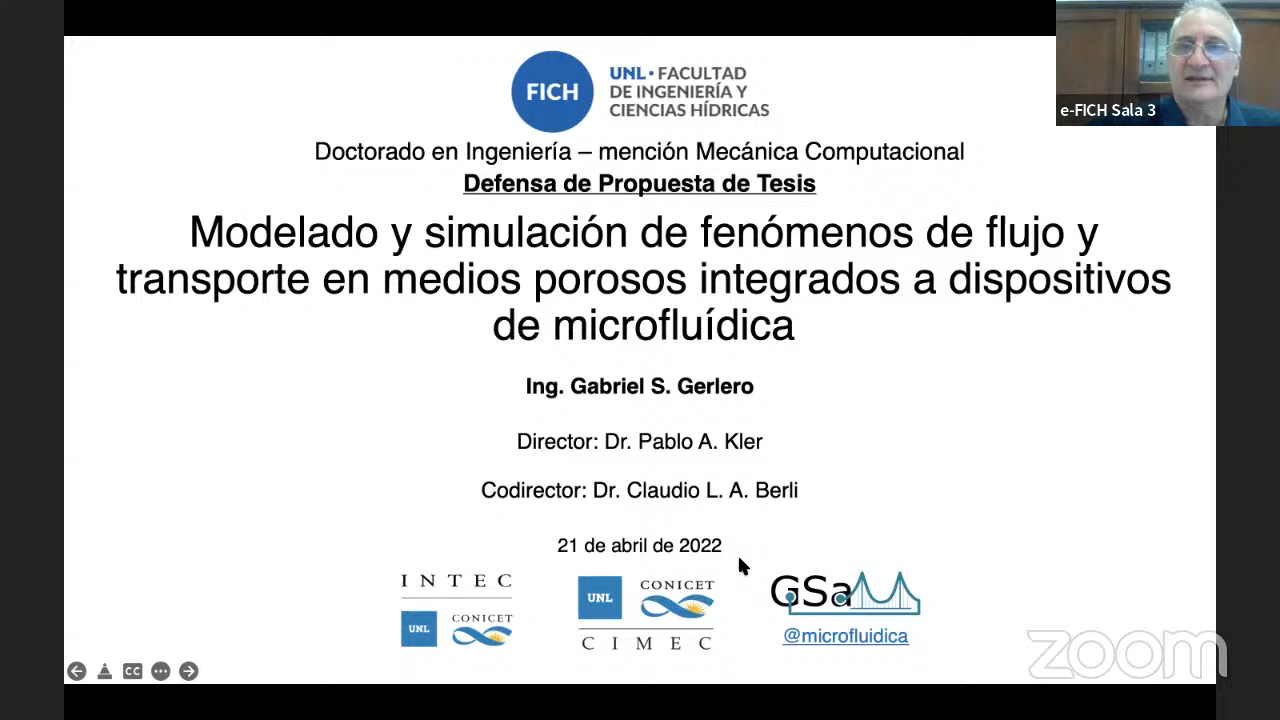 FICH
UNL • FACULTAD
DE INGENIERÍA Y
CIENCIAS HÍDRICAS
e-FICH Sala 3
Doctorado en Ingeniería – mención Mecánica Computacional
Defensa de Propuesta de Tesis
Modelado y simulación de fenómenos de flujo y
transporte en medios porosos integrados a dispositivos
de microfluídica
Ing. Gabriel S. Gerlero
Director: Dr. Pablo A. Kler
Codirector: Dr. Claudio L. A. Berli
21 de abril de 2022
INTEC
UNL
CONICET
UNL
CONICET
CIMEC
GSaM
@microfluidica
CC
zoom